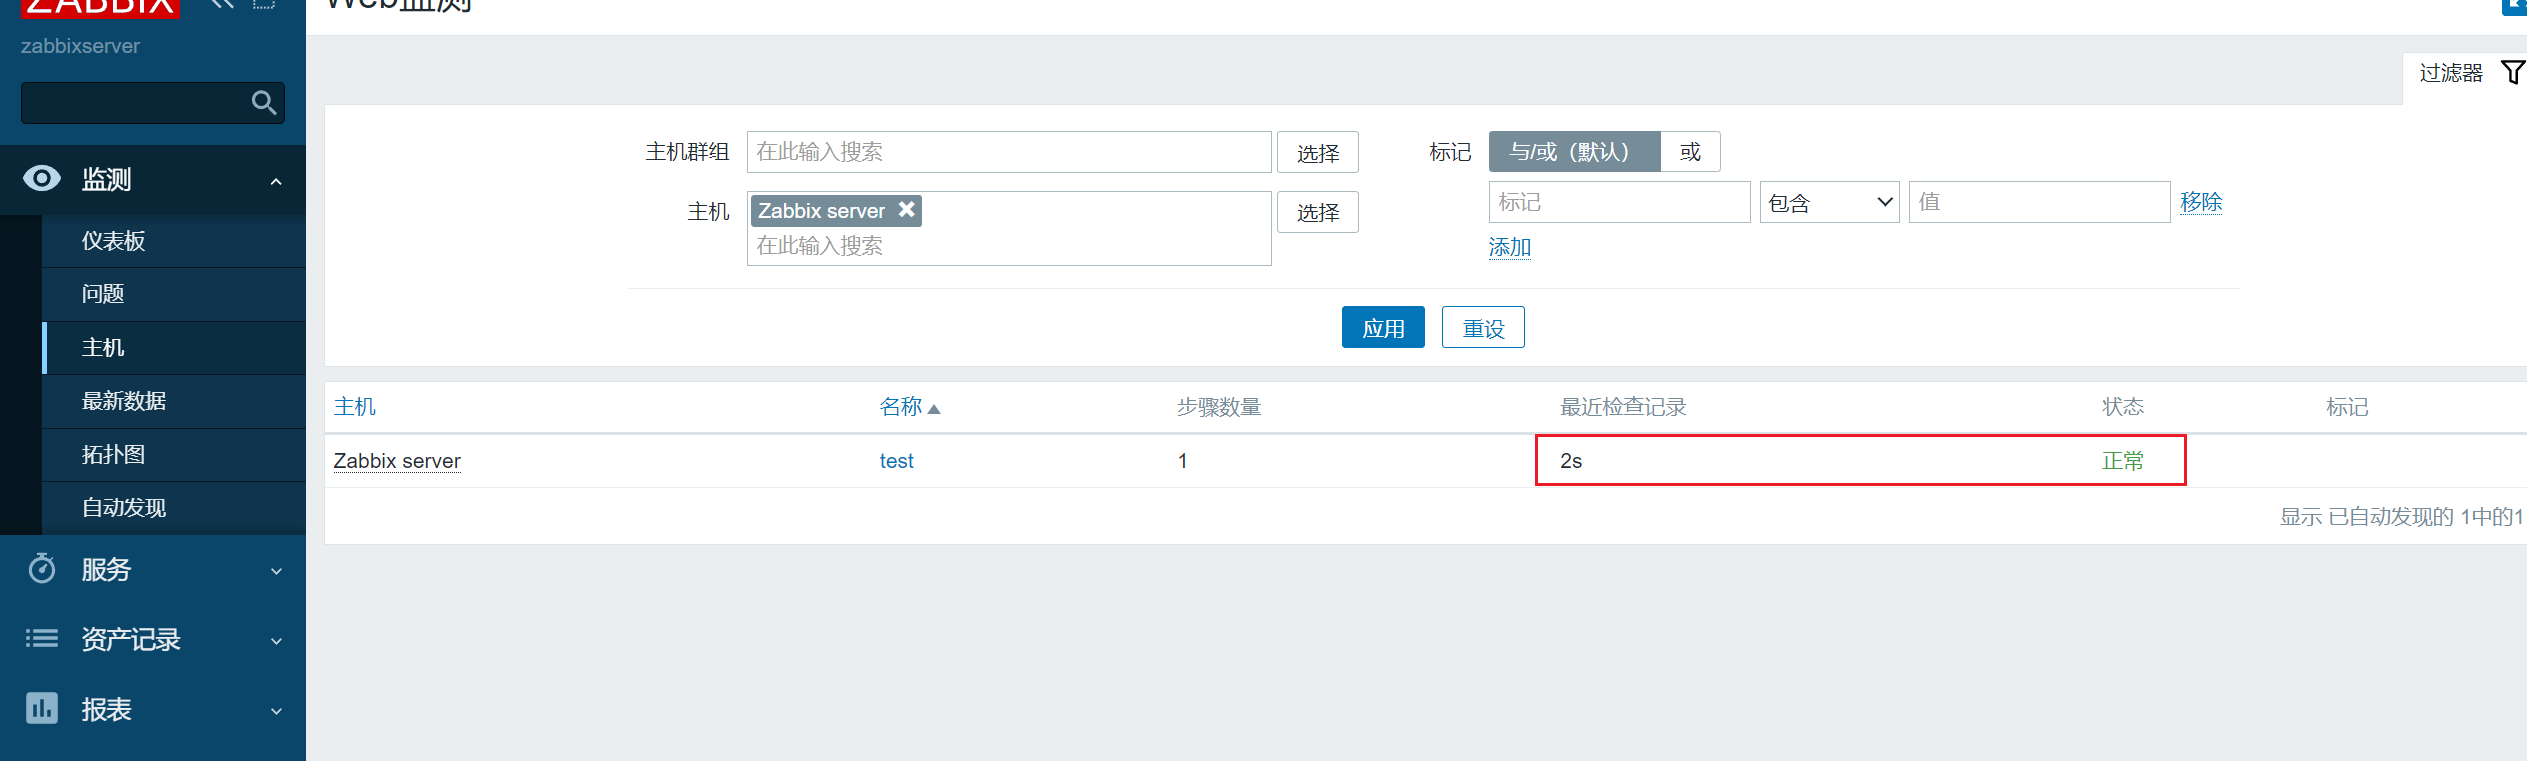 ZABBIX
Web监测
zabbixserver
过滤器
主机群组 在此输入搜索 选择 标记 与/或（默认） 或
主机 Zabbix server 选择 标记 包含 值 移除
在此输入搜索 添加
应用 重设
监测
仪表板
问题
主机
最新数据
拓扑图
自动发现
服务
资产记录
报表
主机 名称 步骤数量 最近检查记录 状态 标记
Zabbix server test 1 2s 正常
显示 已自动发现的 1中的1